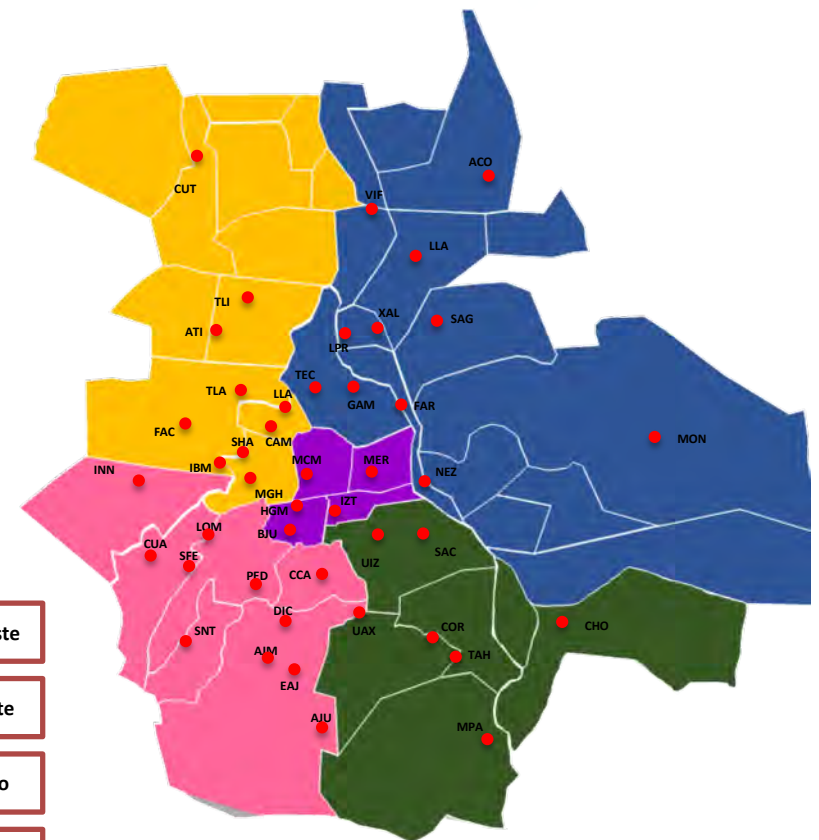 ACO
CUT
VIF
LLA
TLI
XAL
SAG
ATI
LPR
TEC
TLA
LLA
GAM
FAR
FAC
SHA
CAM
MON
INN
IBM
MCM
MER
NEZ
MGH
HGM
IZT
LOM
BJU
CUA
SFE
UIZ
SAC
PED
CCA
DIC
ste
SNT
UAX
COR
CHO
AJM
TAH
EAJ
te
AJU
MPA
o